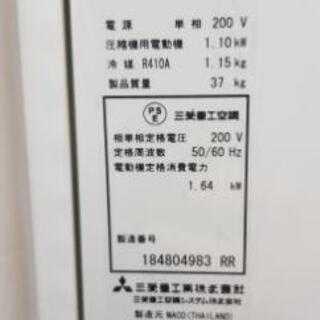 電源 単相 200 V
圧縮機用電動機 1.10 kW
冷媒 R410A 1.15 kg
製品質量 37 kg
PS
E
三菱重工空調
相単相定格電圧 200 V
定格周波数 50/60 Hz
電動機定格消費電力
1.64 kW
製造番号
184804983 RR
三菱重工業株式會社
三菱重工空調システム株式会社
製造元 MACO(THAILAND)